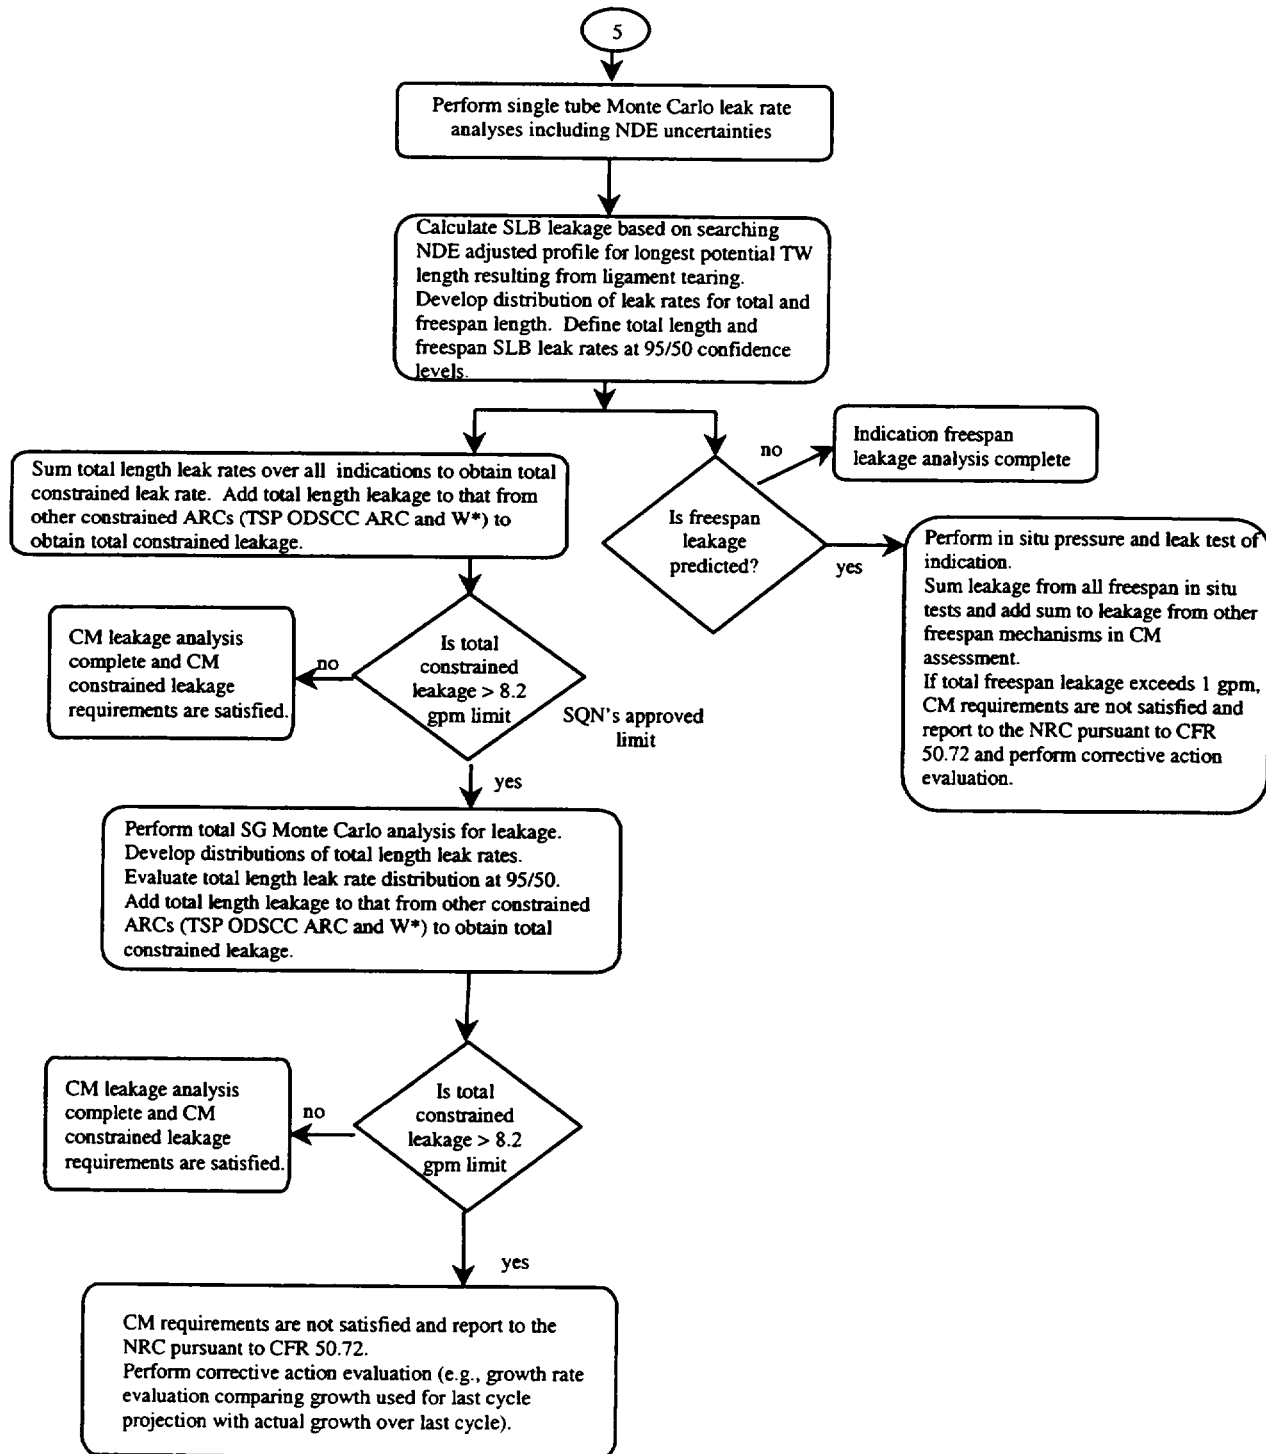 5
Perform single tube Monte Carlo leak rate
analyses including NDE uncertainties
Calculate SLB leakage based on searching
NDE adjusted profile for longest potential TW
length resulting from ligament tearing.
Develop distribution of leak rates for total and
freespan length. Define total length and
freespan SLB leak rates at 95/50 confidence
levels.
no
Indication freespan
leakage analysis complete
Sum total length leak rates over all indications to obtain total
constrained leak rate. Add total length leakage to that from
other constrained ARCs (TSP ODSCC ARC and W*) to
obtain total constrained leakage.
Is freespan
leakage
predicted?
yes
Perform in situ pressure and leak test of
indication.
Sum leakage from all freespan in situ
tests and add sum to leakage from other
freespan mechanisms in CM
assessment.
If total freespan leakage exceeds 1 gpm,
CM requirements are not satisfied and
report to the NRC pursuant to CFR
50.72 and perform corrective action
evaluation.
CM leakage analysis
complete and CM
constrained leakage
requirements are satisfied.
no
Is total
constrained
leakage > 8.2
gpm limit
SQN's approved
limit
yes
Perform total SG Monte Carlo analysis for leakage.
Develop distributions of total length leak rates.
Evaluate total length leak rate distribution at 95/50.
Add total length leakage to that from other constrained
ARCs (TSP ODSCC ARC and W*) to obtain total
constrained leakage.
CM leakage analysis
complete and CM
constrained leakage
requirements are satisfied.
no
Is total
constrained
leakage > 8.2
gpm limit
yes
CM requirements are not satisfied and report to the
NRC pursuant to CFR 50.72.
Perform corrective action evaluation (e.g., growth rate
evaluation comparing growth used for last cycle
projection with actual growth over last cycle).